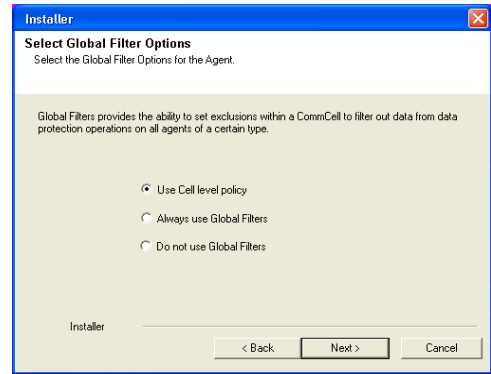 Installer
Select Global Filter Options
Select the Global Filter Options for the Agent.
Global Filters provides the ability to set exclusions within a CommCell to filter out data from data
protection operations on all agents of a certain type.
Use Cell level policy
Always use Global Filters
Do not use Global Filters
Installer
< Back
Next >
Cancel